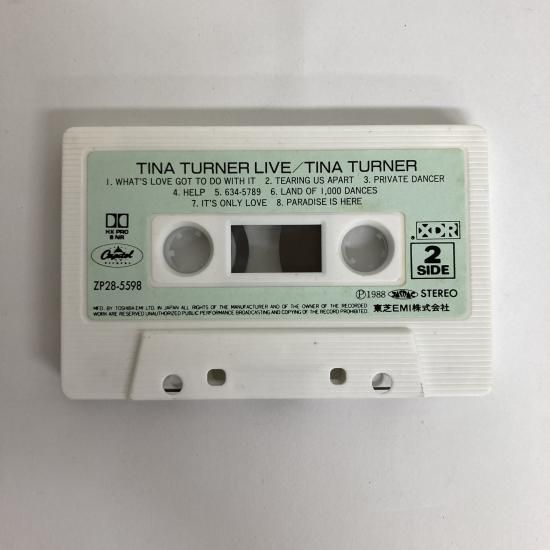 TINA TURNER LIVE/TINA TURNER
1. WHAT'S LOVE GOT TO DO WITH IT 2. TEARING US APART 3. PRIVATE DANCER
4. HELP 5. 634-5789 6. LAND OF 1,000 DANCES
7. IT'S ONLY LOVE 8. PARADISE IS HERE
HX PRO
B NR
Capitol
RECORDS
ZP28-5598
XDR
2
SIDE
Ⓟ1988 JASRAC STEREO
MFD. BY TOSHIBA-EMI LTD. IN JAPAN ALL RIGHTS OF THE MANUFACTURER AND OF THE OWNER OF THE RECORDED
WORK ARE RESERVED UNAUTHORIZED PUBLIC PERFORMANCE BROADCASTING AND COPYING OF THE RECORD PROHIBITED.
東芝EMI株式会社